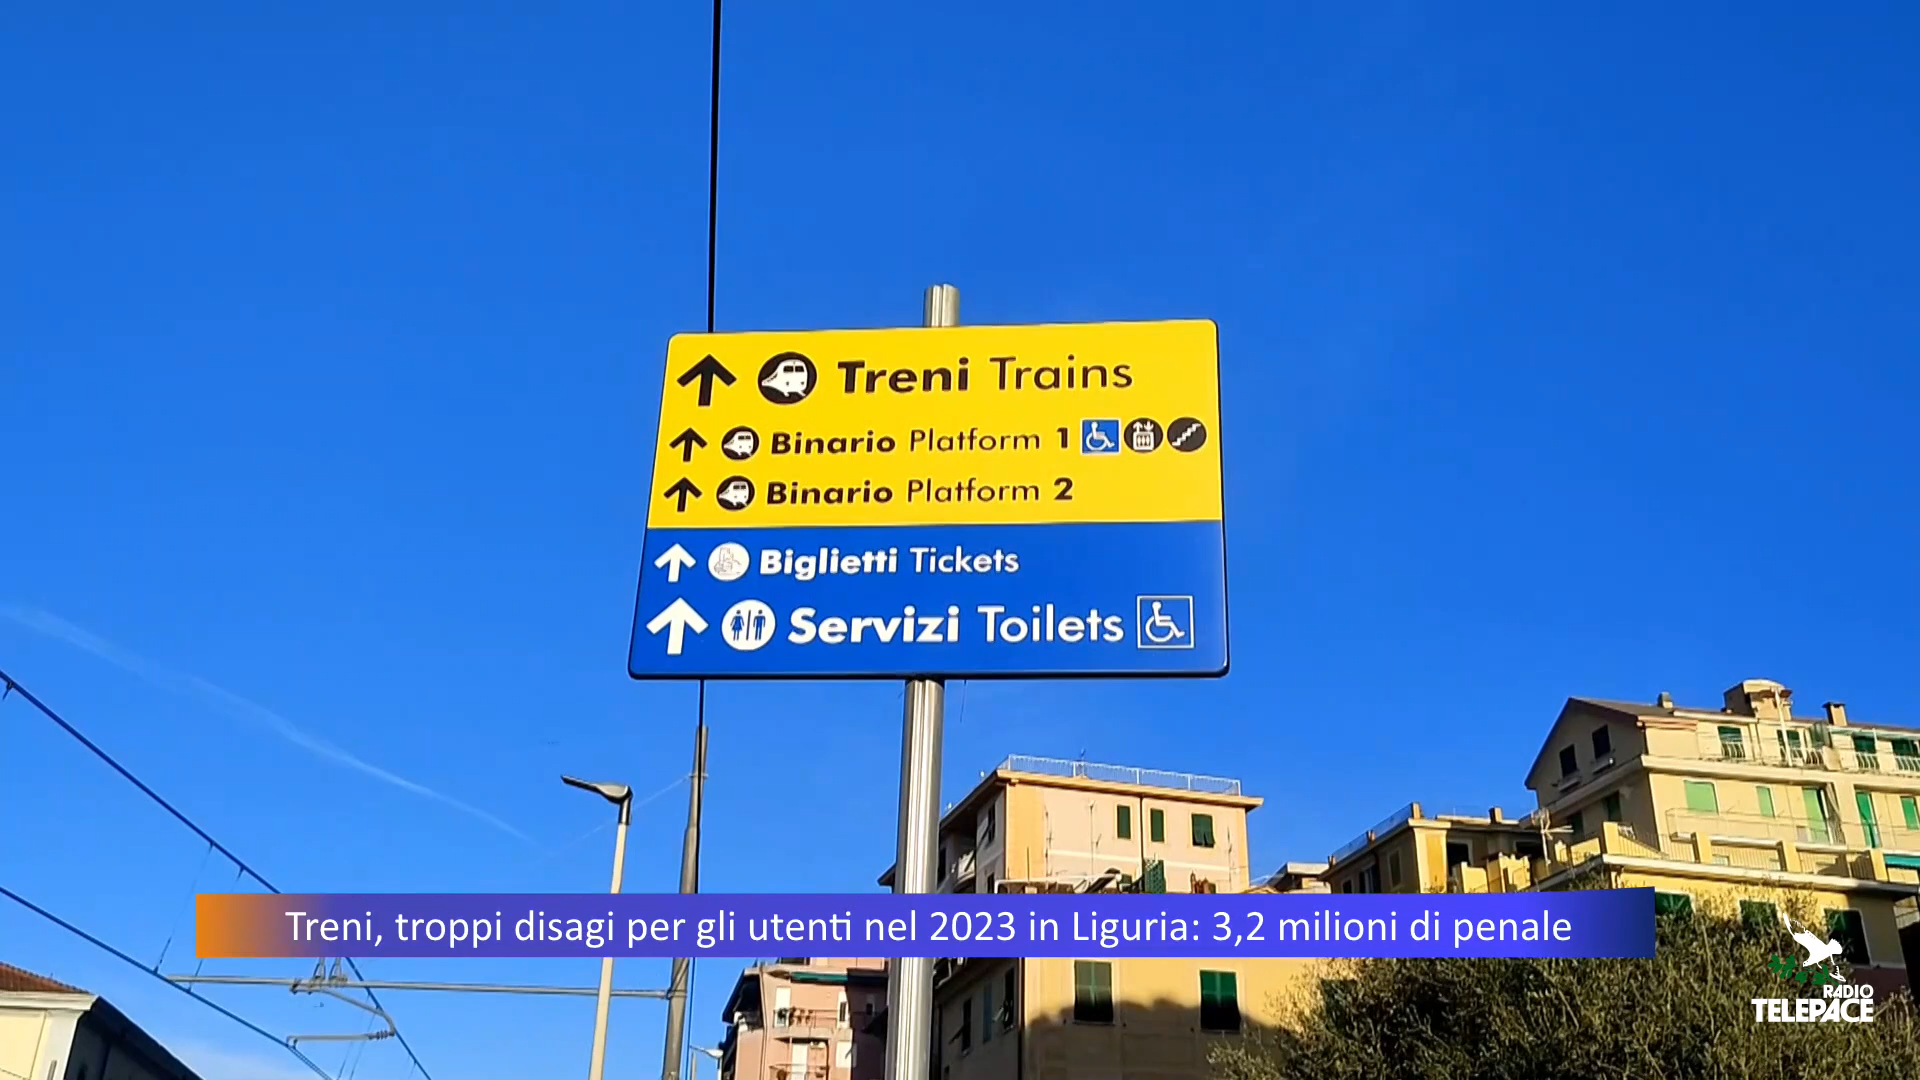 Treni Trains
Binario Platform 1
Binario Platform 2
Biglietti Tickets
Servizi Toilets
Treni, troppi disagi per gli utenti nel 2023 in Liguria: 3,2 milioni di penale
RADIO
TELEPACE